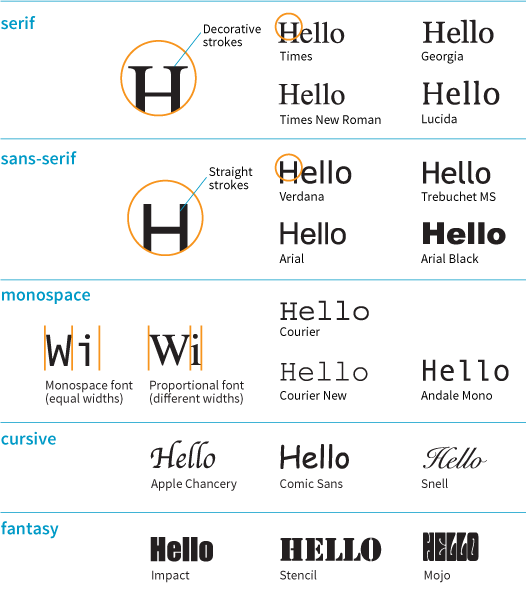 serif
Decorative
strokes
H
Hello
Times
Hello
Georgia
Hello
Times New Roman
Hello
Lucida
sans-serif
Straight
strokes
H
Hello
Verdana
Hello
Trebuchet MS
Hello
Arial
Hello
Arial Black
monospace
Wi
Monospace font
(equal widths)
Wi
Proportional font
(different widths)
Hello
Courier
Hello
Courier New
Hello
Andale Mono
cursive
Hello
Apple Chancery
Hello
Comic Sans
Hello
Snell
fantasy
Hello
Impact
HELLO
Stencil
HELLO
Mojo